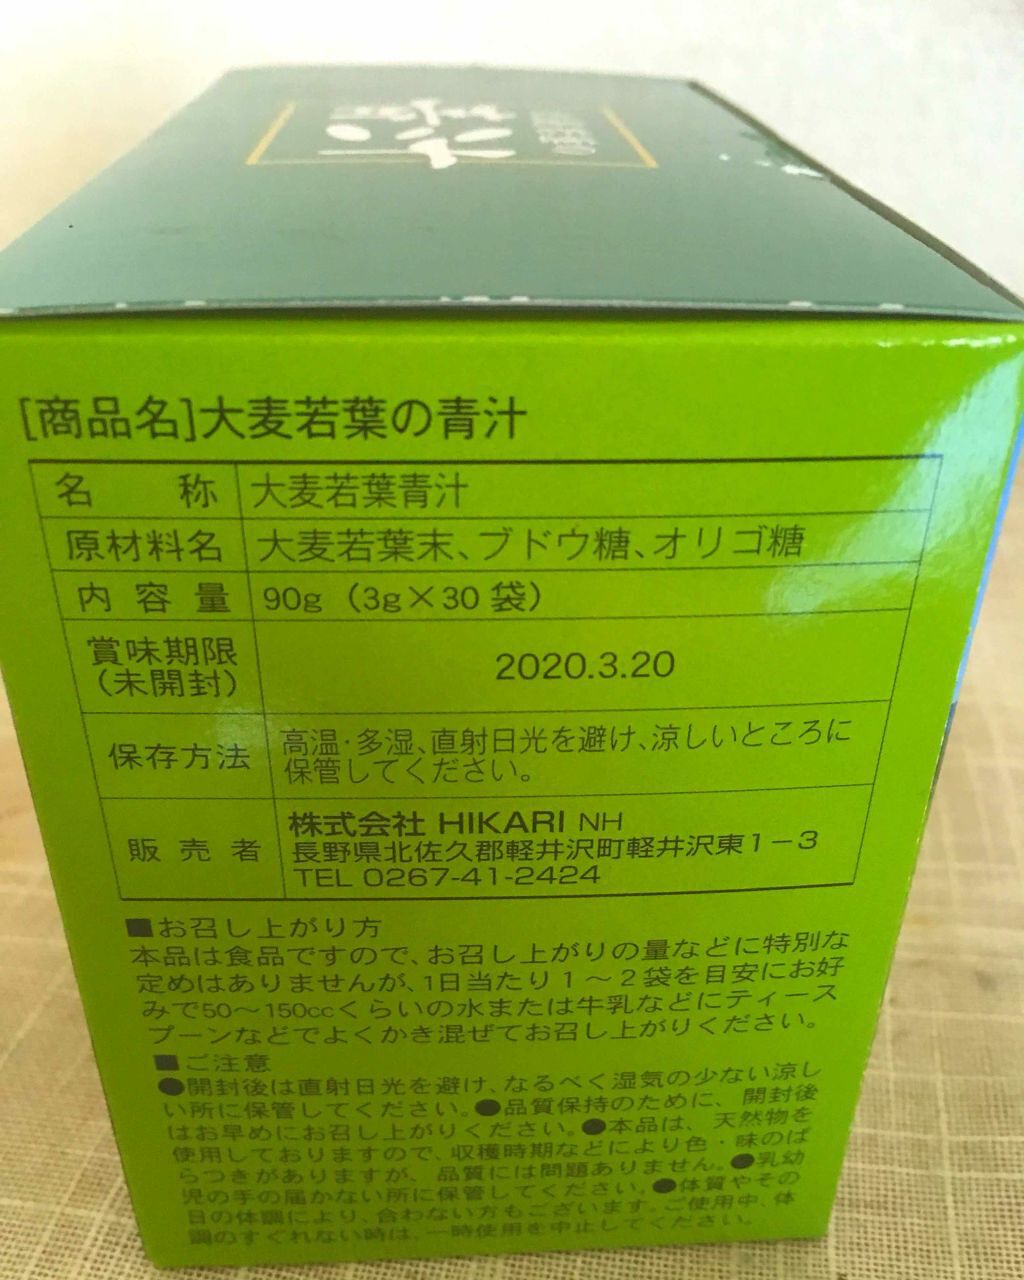 [商品名]大麦若葉の青汁
名 称 大麦若葉青汁
原材料名 大麦若葉末、ブドウ糖、オリゴ糖
内容量 90g（3g×30袋）
賞味期限
（未開封） 2020.3.20
保存方法 高温・多湿、直射日光を避け、涼しいところに
保管してください。
販売者 株式会社 HIKARI NH
長野県北佐久郡軽井沢町軽井沢東1－3
TEL 0267-41-2424
■お召し上がり方
本品は食品ですので、お召し上がりの量などに特別な
定めはありませんが、1日当たり1～2袋を目安にお好
みで50～150ccくらいの水または牛乳などにティース
プーンなどでよくかき混ぜてお召し上がりください。
■ご注意
●開封後は直射日光を避け、なるべく湿気の少ない涼し
い所に保管してください。●品質保持のために、開封後
はお早めにお召し上がりください。●本品は、天然物を
使用しておりますので、収穫時期などにより色・味のば
らつきがありますが、品質には問題ありません。●乳幼
児の手の届かない所に保管してください。●体質やその
日の体調により、合わない方もございます。ご使用中、体
調のすぐれない時は、一時使用を中止してください。